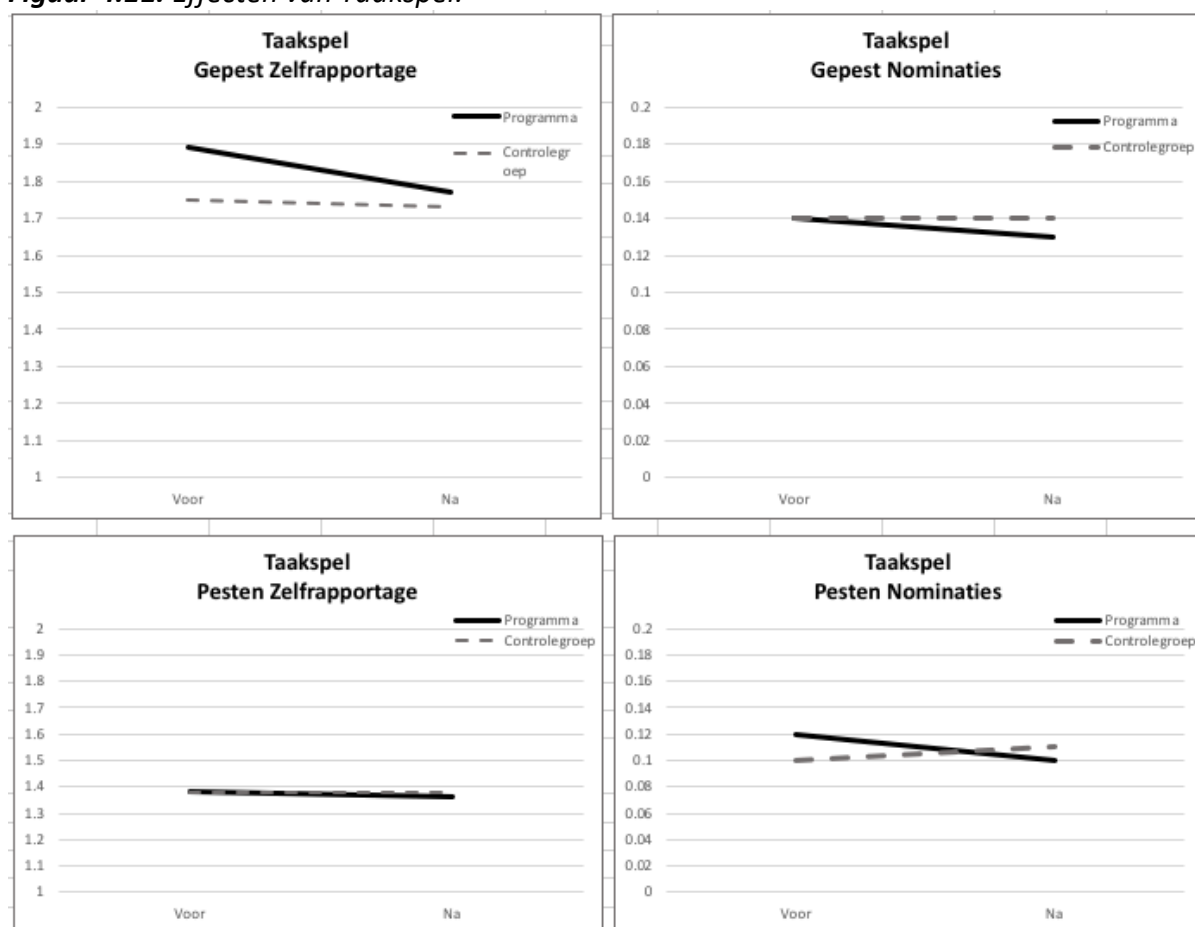 Taakspel
Gepest Zelfrapportage
2
1.9
1.8
1.7
1.6
1.5
1.4
1.3
1.2
1.1
1
Programma
Controlegr
oep
Voor
Na
Taakspel
Gepest Nominaties
0.2
0.18
0.16
0.14
0.12
0.1
0.08
0.06
0.04
0.02
0
Programma
Controlegroep
Voor
Na
Taakspel
Pesten Zelfrapportage
2
1.9
1.8
1.7
1.6
1.5
1.4
1.3
1.2
1.1
1
Programma
Controlegroep
Voor
Na
Taakspel
Pesten Nominaties
0.2
0.18
0.16
0.14
0.12
0.1
0.08
0.06
0.04
0.02
0
Programma
Controlegroep
Voor
Na